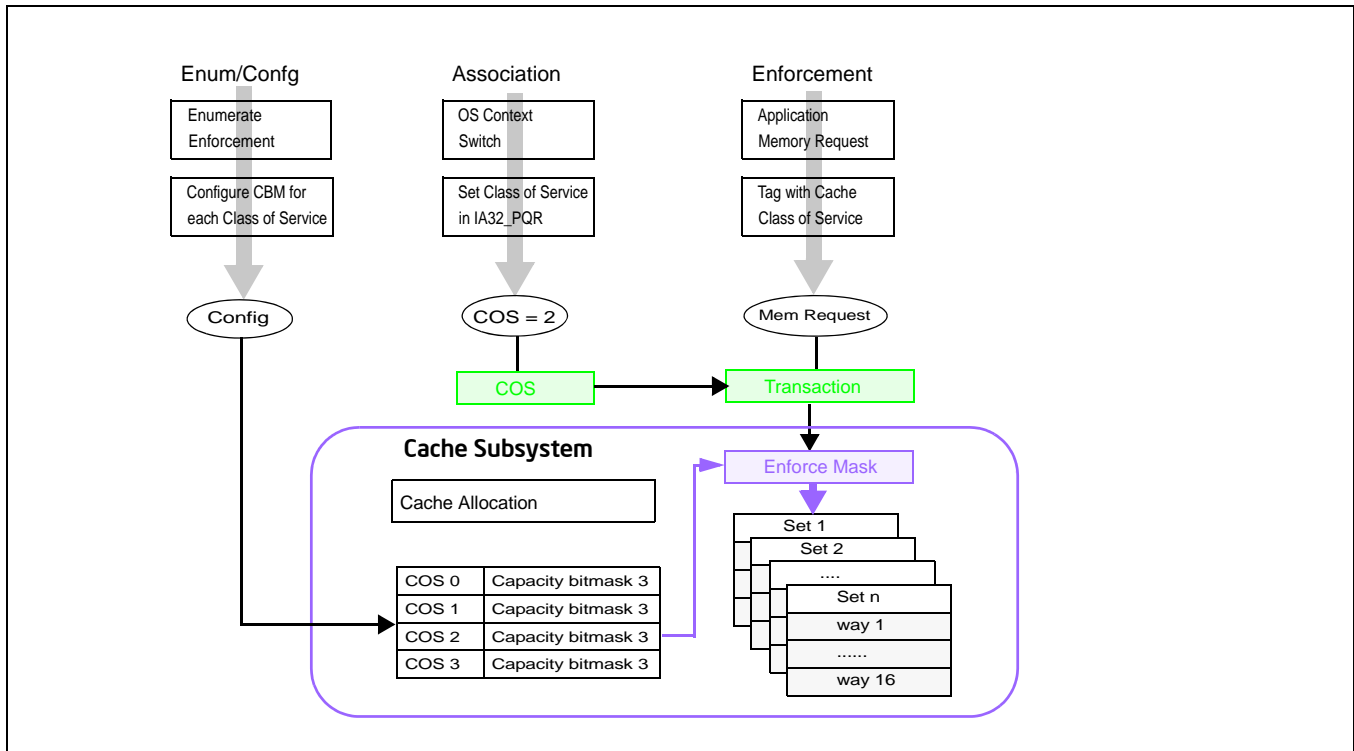 Enum/Confg
Enumerate
Enforcement
Configure CBM for
each Class of Service
Config
Association
OS Context
Switch
Set Class of Service
in IA32_PQR
COS = 2
COS
Enforcement
Application
Memory Request
Tag with Cache
Class of Service
Mem Request
Transaction
Cache Subsystem
Enforce Mask
Cache Allocation
COS 0 Capacity bitmask 3
COS 1 Capacity bitmask 3
COS 2 Capacity bitmask 3
COS 3 Capacity bitmask 3
Set 1
Set 2
....
Set n
way 1
......
way 16